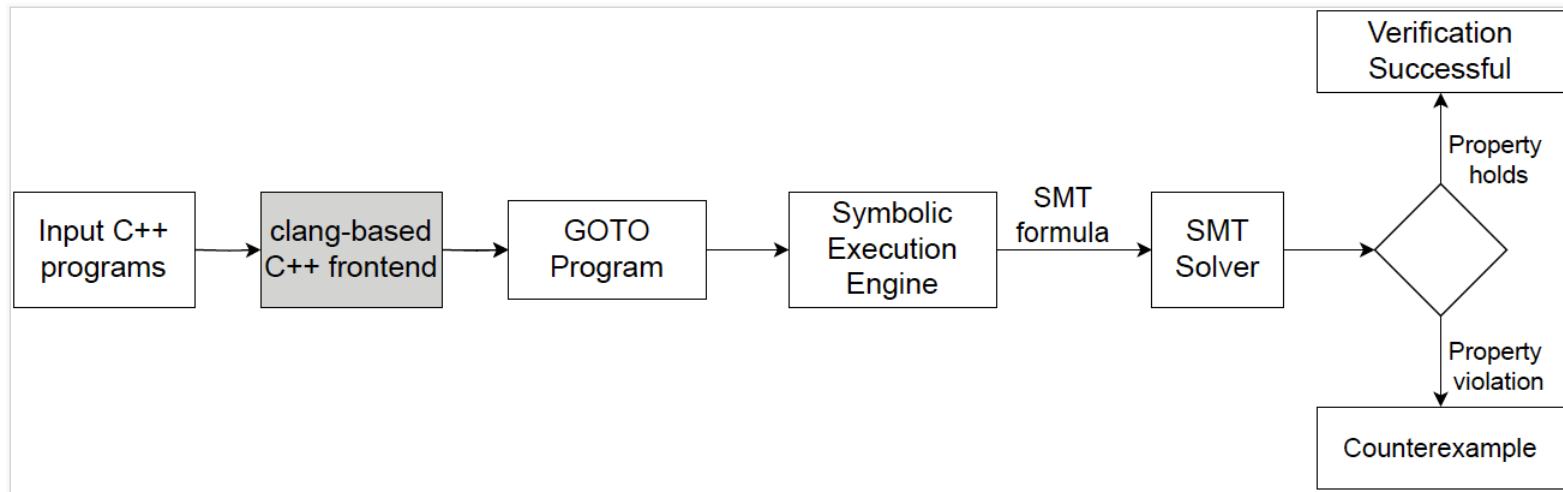 Input C++
programs
clang-based
C++ frontend
GOTO
Program
Symbolic
Execution
Engine
SMT
formula
SMT
Solver
Property
holds
Verification
Successful
Property
violation
Counterexample